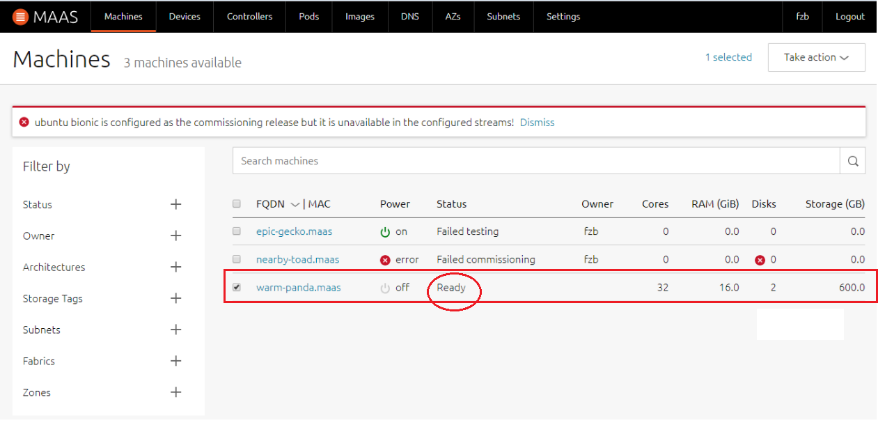 MAAS Machines Devices Controllers Pods Images DNS AZs Subnets Settings fzb Logout
Machines 3 machines available 1 selected Take action
ubuntu bionic is configured as the commissioning release but it is unavailable in the configured streams! Dismiss
Filter by
Status
Owner
Architectures
Storage Tags
Subnets
Fabrics
Zones
Search machines
FQDN | MAC Power Status Owner Cores RAM (GiB) Disks Storage (GB)
epic-gecko.maas on Failed testing fzb 0 0.0 0 0.0
nearby-toad.maas error Failed commissioning fzb 0 0.0 0 0.0
warm-panda.maas off Ready 32 16.0 2 600.0